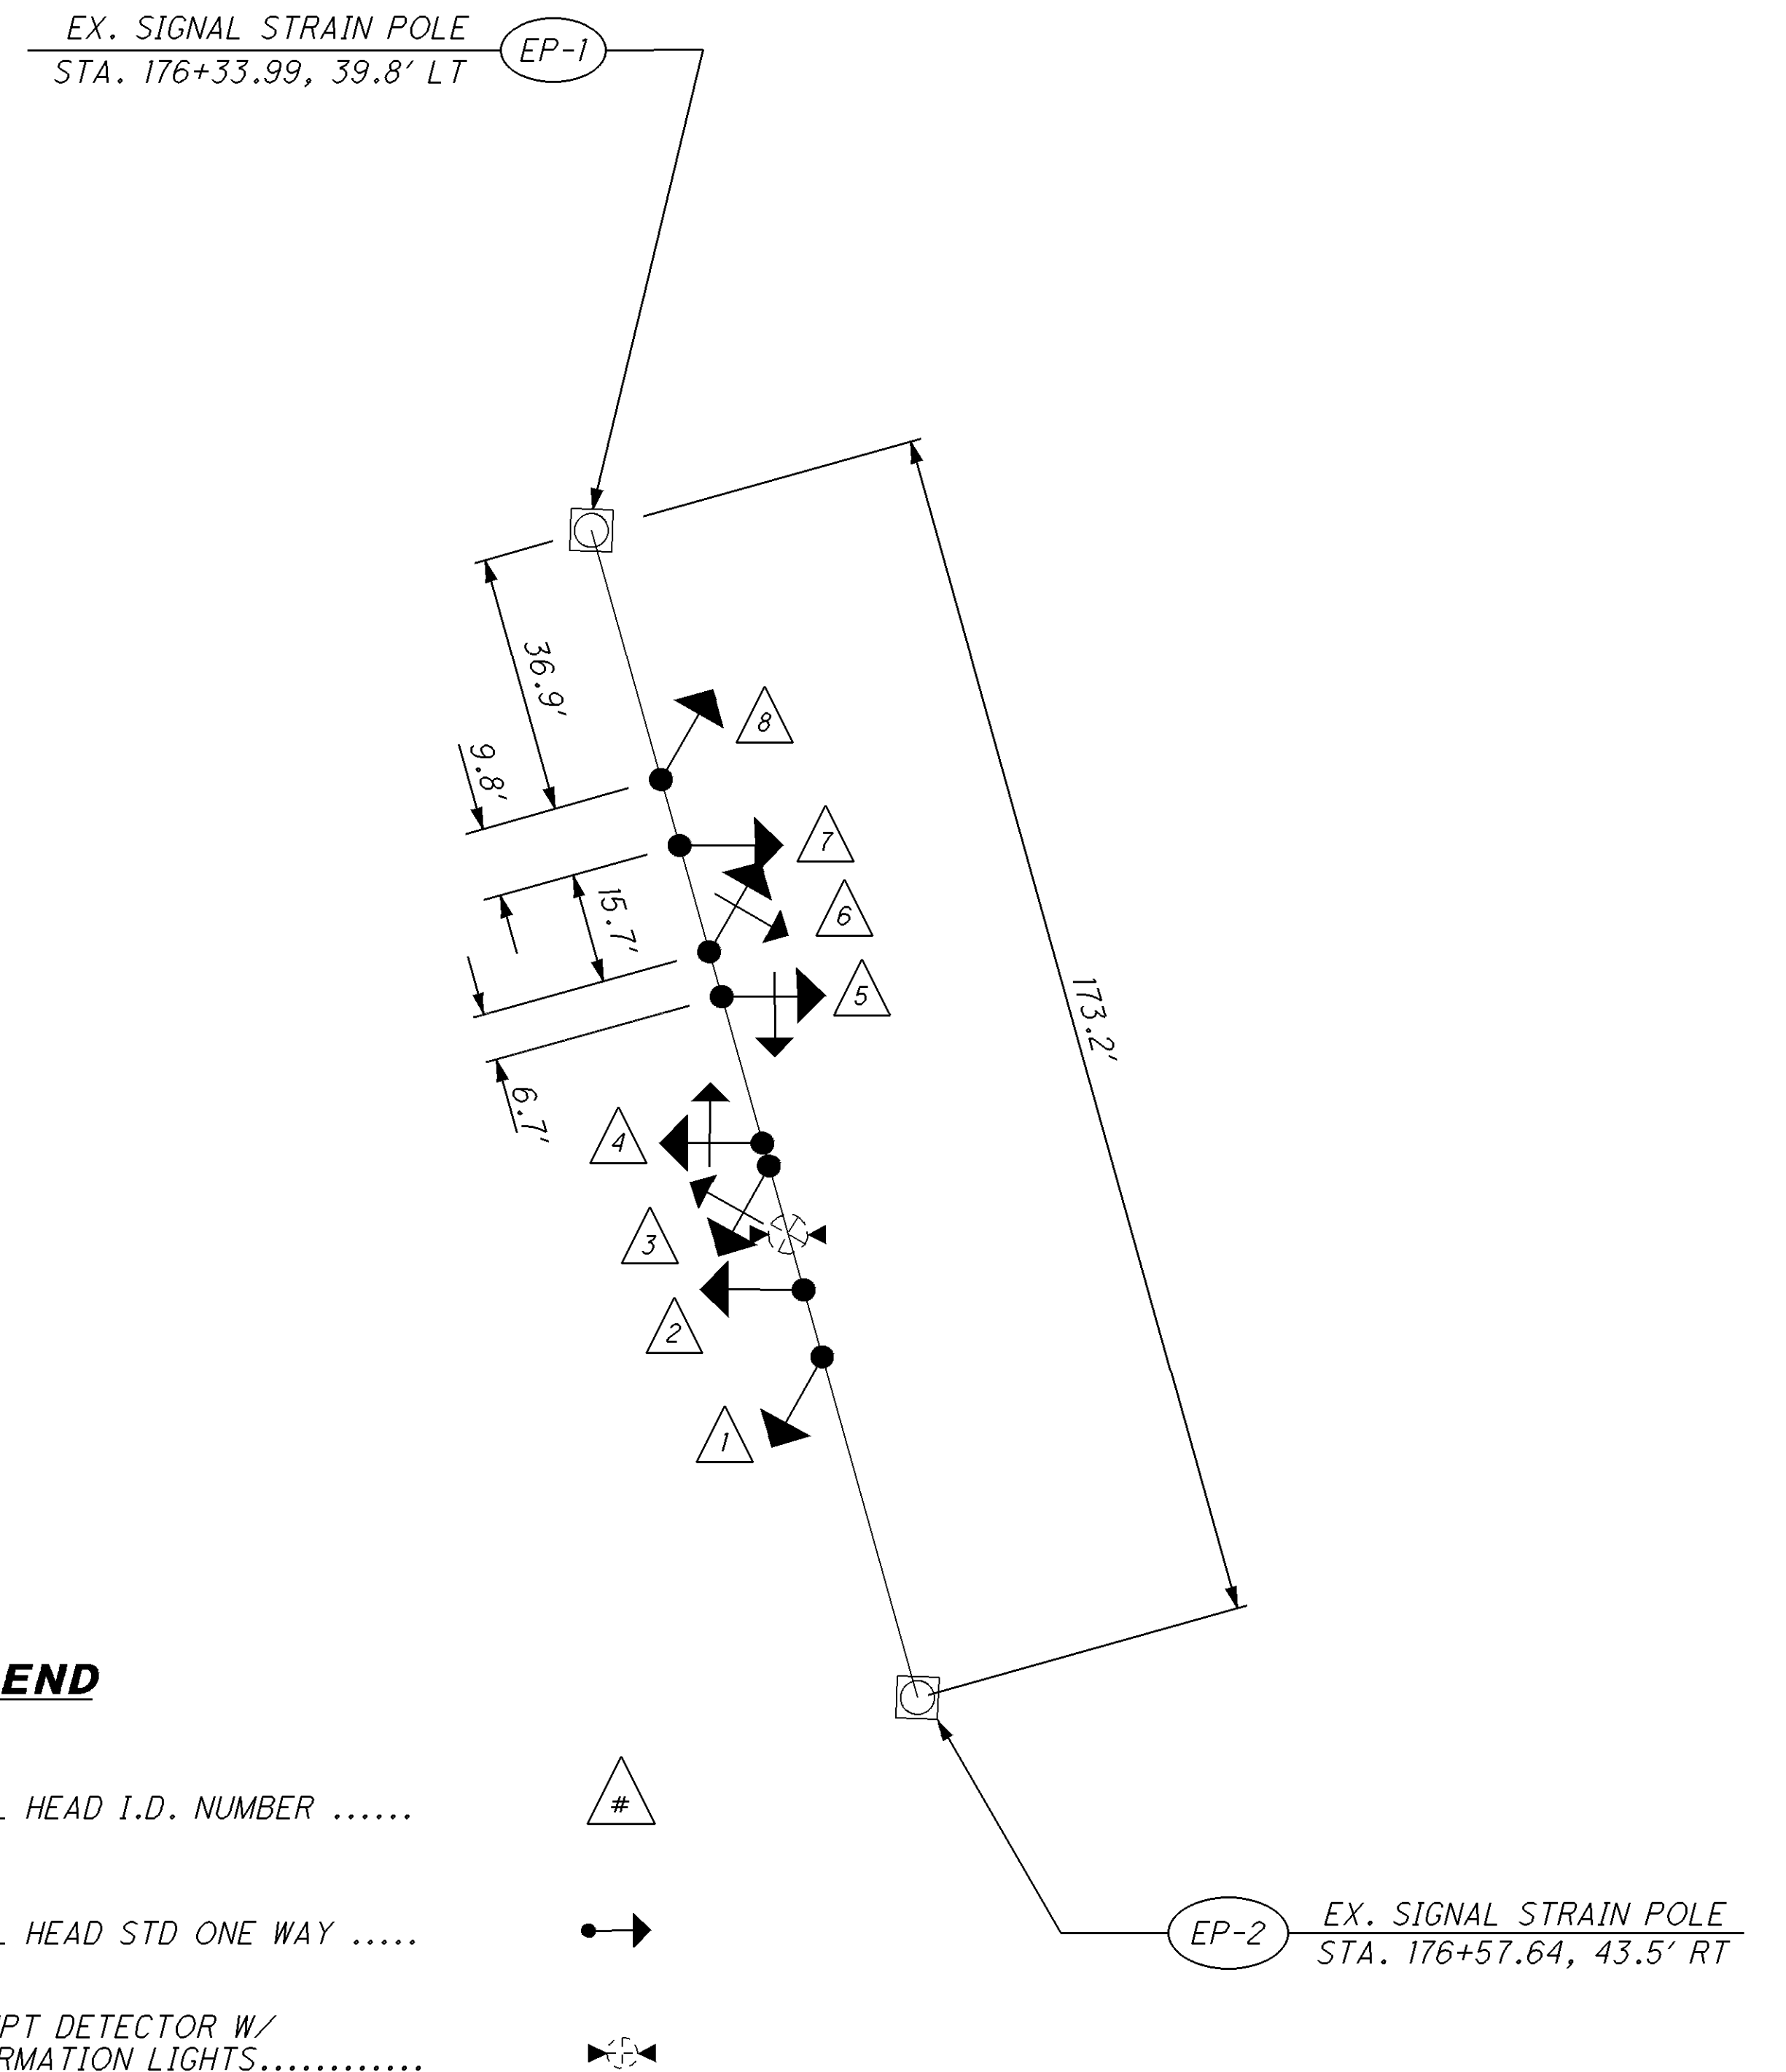 EX. SIGNAL STRAIN POLE
EP-1
STA. 176+33.99, 39.8' LT
36.9'
8
9.8'
7
15.7'
6
5
173.2'
6.7'
4
3
2
1
END
HEAD I.D. NUMBER ......
#
HEAD STD ONE WAY .....
EP-2
EX. SIGNAL STRAIN POLE
STA. 176+57.64, 43.5' RT
PT DETECTOR W/
RMATION LIGHTS............